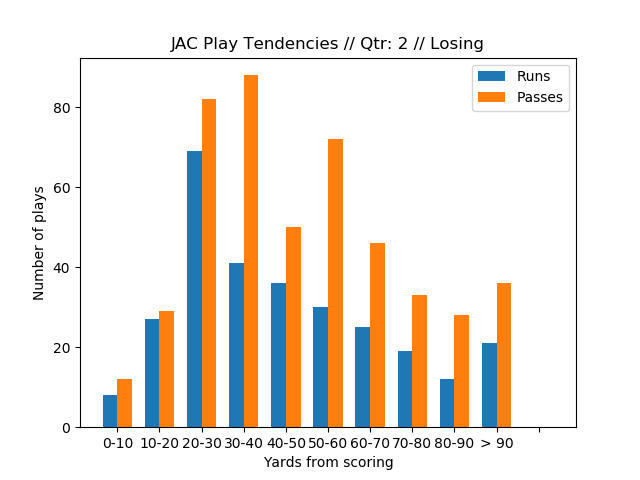 JAC Play Tendencies // Qtr: 2 // Losing
Runs
Passes
Number of plays
80
60
40
20
0
0-10 10-20 20-30 30-40 40-50 50-60 60-70 70-80 80-90 > 90
Yards from scoring